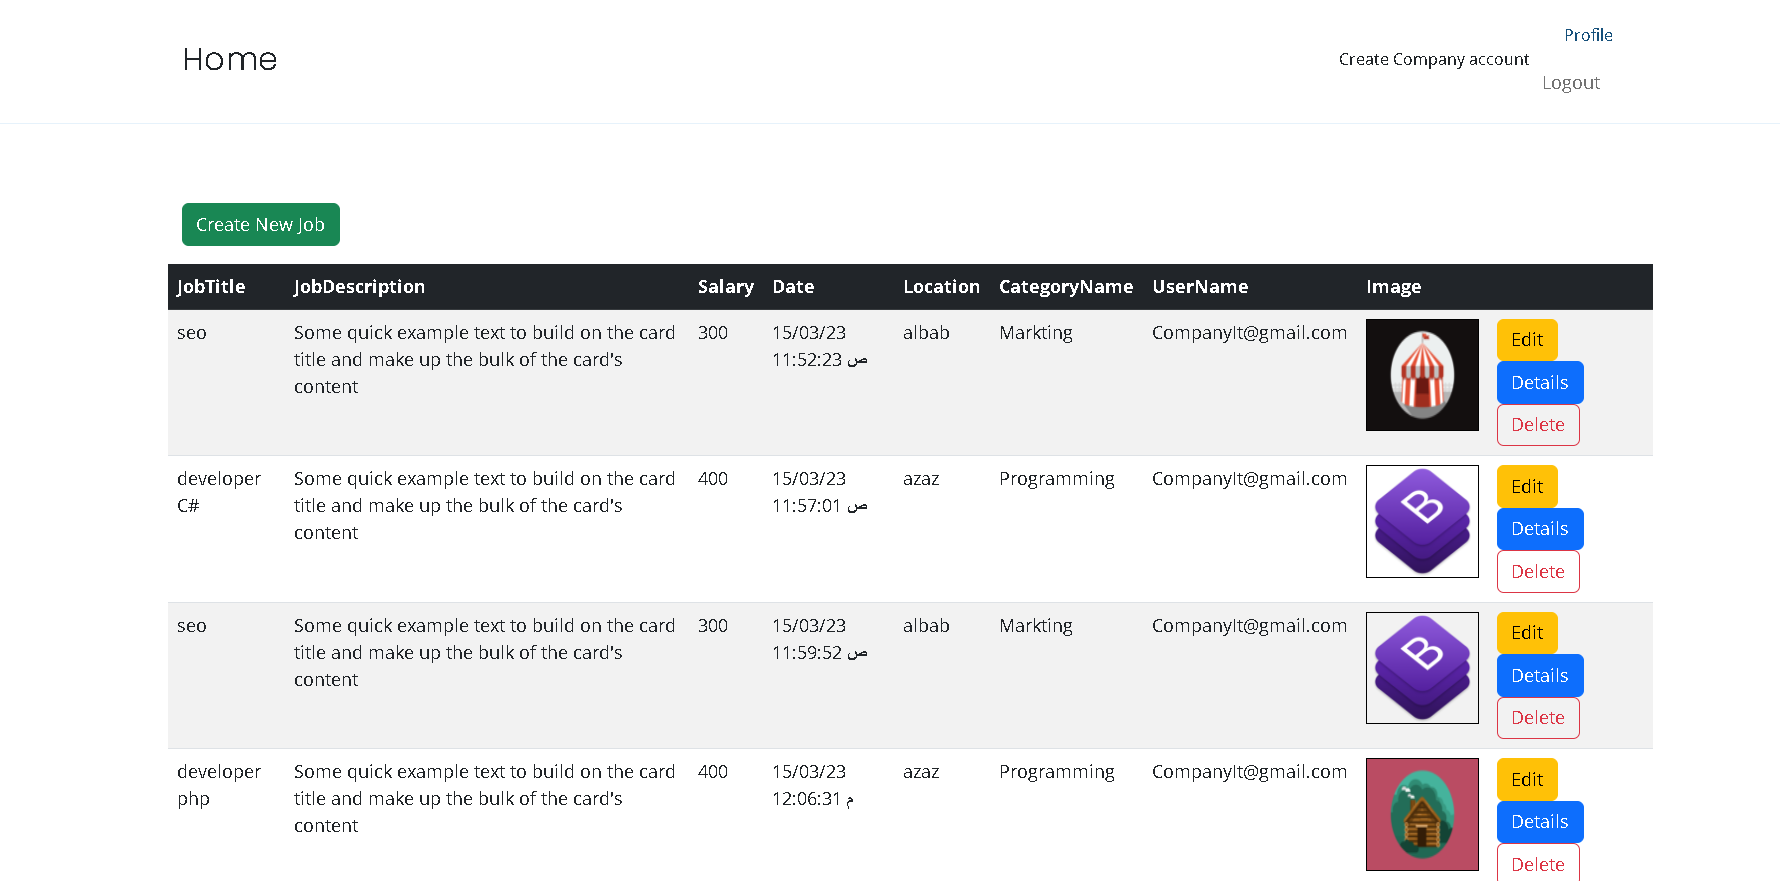 Home
Profile
Create Company account
Logout
Create New Job
JobTitle JobDescription Salary Date Location CategoryName UserName Image
seo Some quick example text to build on the card 300 15/03/23 albab Markting CompanyIt@gmail.com Edit
title and make up the bulk of the card's 11:52:23 ص Details
content Delete
developer Some quick example text to build on the card 400 15/03/23 azaz Programming CompanyIt@gmail.com B Edit
C# title and make up the bulk of the card's 11:57:01 ص Details
content Delete
seo Some quick example text to build on the card 300 15/03/23 albab Markting CompanyIt@gmail.com B Edit
title and make up the bulk of the card's 11:59:52 ص Details
content Delete
developer Some quick example text to build on the card 400 15/03/23 azaz Programming CompanyIt@gmail.com Edit
php title and make up the bulk of the card's 12:06:31 م Details
content Delete